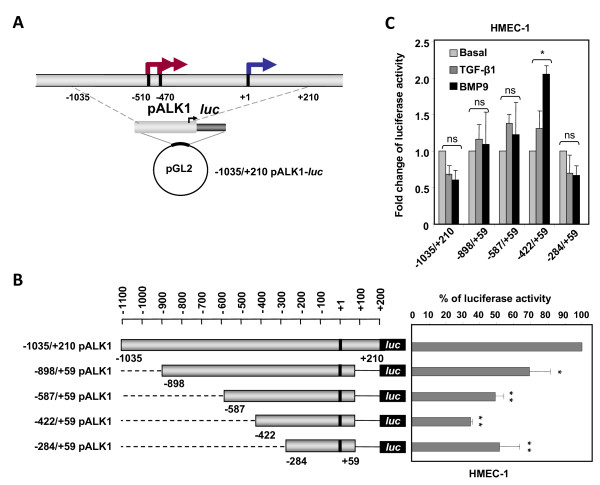 A
-1035
-510
-470
+1
+210
pALK1
luc
pGL2
-1035/+210 pALK1-luc
C
HMEC-1
Fold change of luciferase activity
2.5
2.0
1.5
1.0
0.5
0
Basal
TGF-β1
BMP9
ns
ns
ns
*
ns
-1035/+210
-898/+59
-587/+59
-422/+59
-284/+59
B
-1100
-1000
-900
-800
-700
-600
-500
-400
-300
-200
-100
+1
+100
+200
-1035/+210 pALK1
-1035
+210
luc
-898/+59 pALK1
-898
luc
-587/+59 pALK1
-587
luc
-422/+59 pALK1
-422
luc
-284/+59 pALK1
-284
+59
luc
% of luciferase activity
0 10 20 30 40 50 60 70 80 90 100
*
**
**
**
HMEC-1